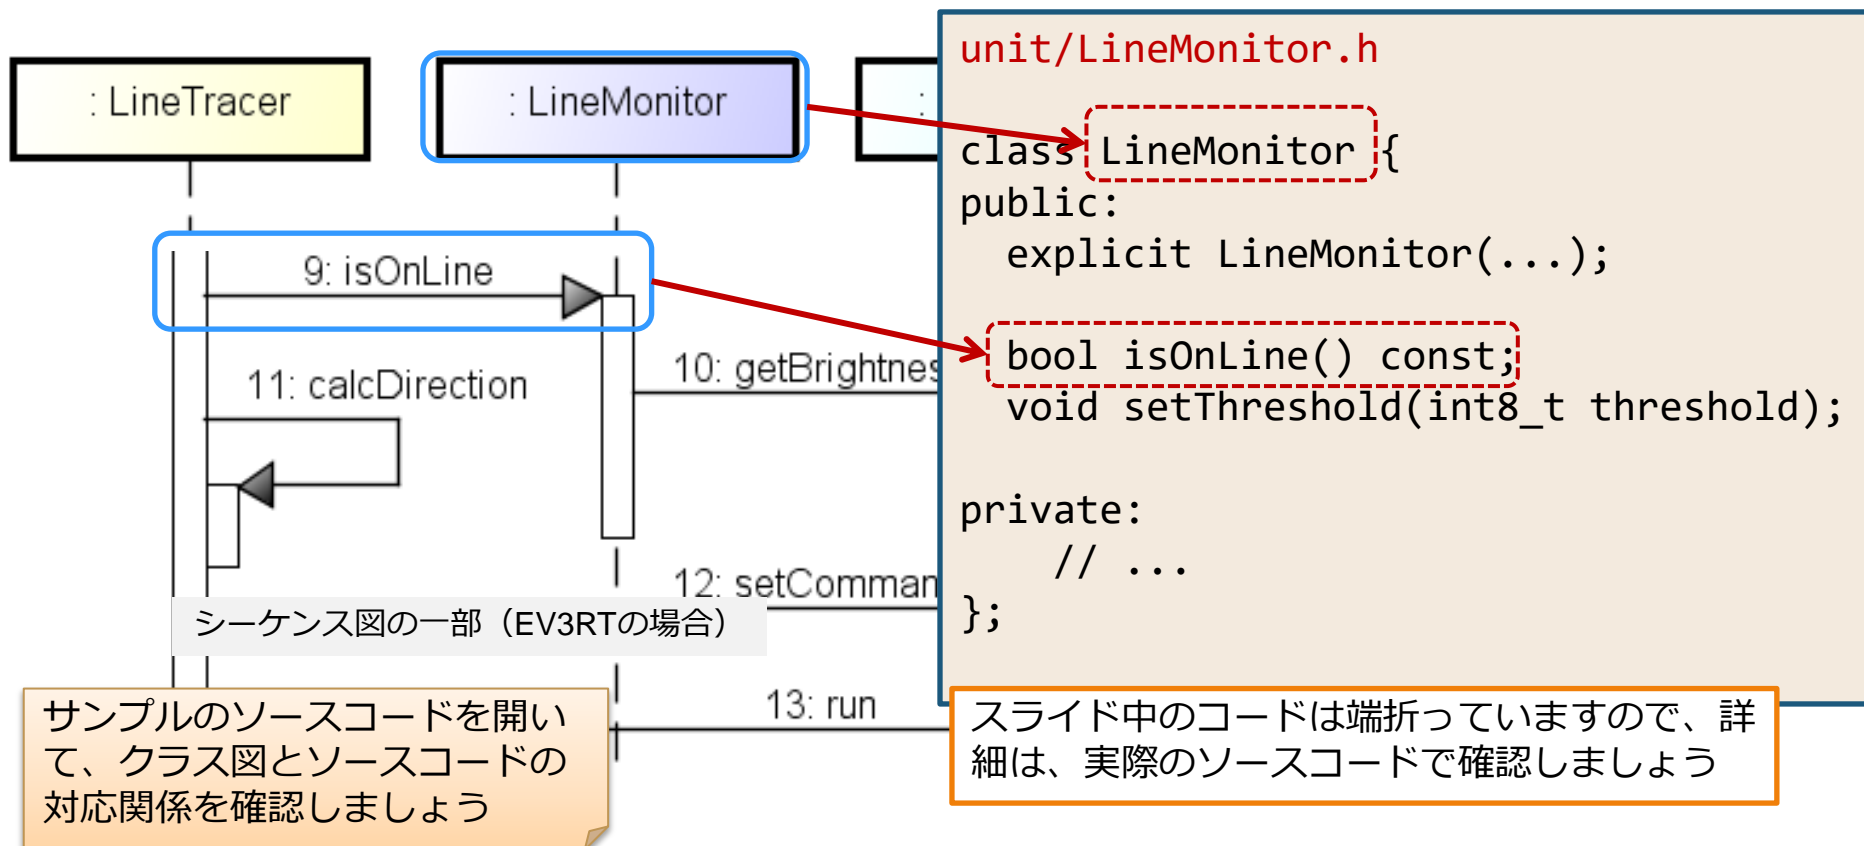 : LineTracer
: LineMonitor
:
9: isOnLine
10: getBrightnes
11: calcDirection
12: setComman
13: run
シーケンス図の一部（EV3RTの場合）
サンプルのソースコードを開い
て、クラス図とソースコードの
対応関係を確認しましょう
unit/LineMonitor.h
class LineMonitor {
public:
explicit LineMonitor(...);
bool isOnLine() const;
void setThreshold(int8_t threshold);
private:
// ...
};
スライド中のコードは端折っていますので、詳
細は、実際のソースコードで確認しましょう